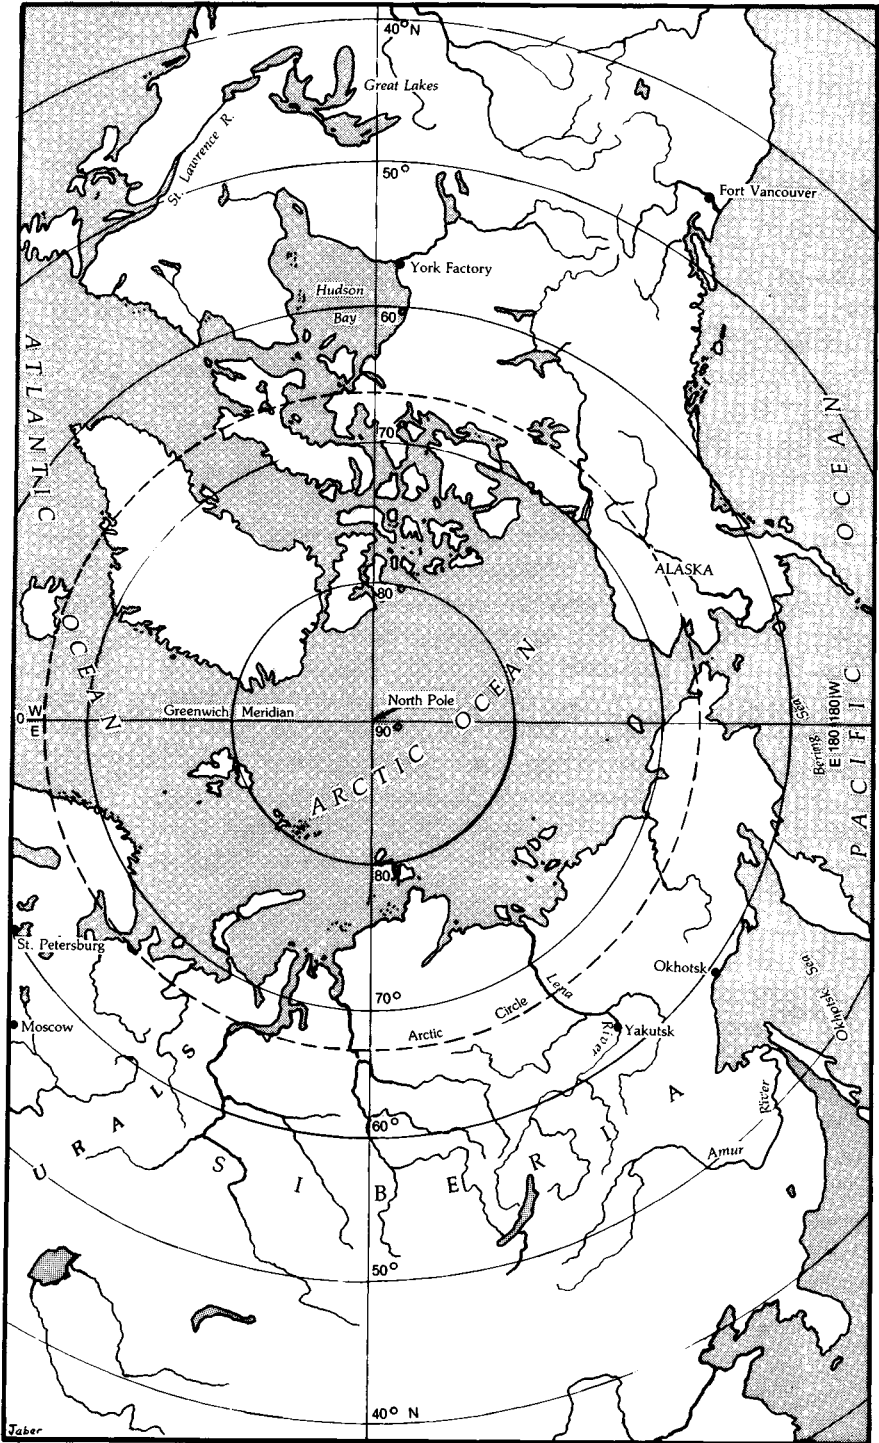 40° N
Great Lakes
St. Lawrence R.
50°
Fort Vancouver
York Factory
Hudson
Bay
60
ATLANTIC
OCEAN
70
PACIFIC OCEAN
ALASKA
80
North Pole
Greenwich Meridian
0 W
E
90
ARCTIC OCEAN
Bering Sea
E 180 180 W
80
St. Petersburg
Okhotsk
Okhotsk Sea
Lena River
70°
Arctic Circle
Moscow
Yakutsk
URALS
60°
SIBERIA
Amur River
50°
40° N
Jaber